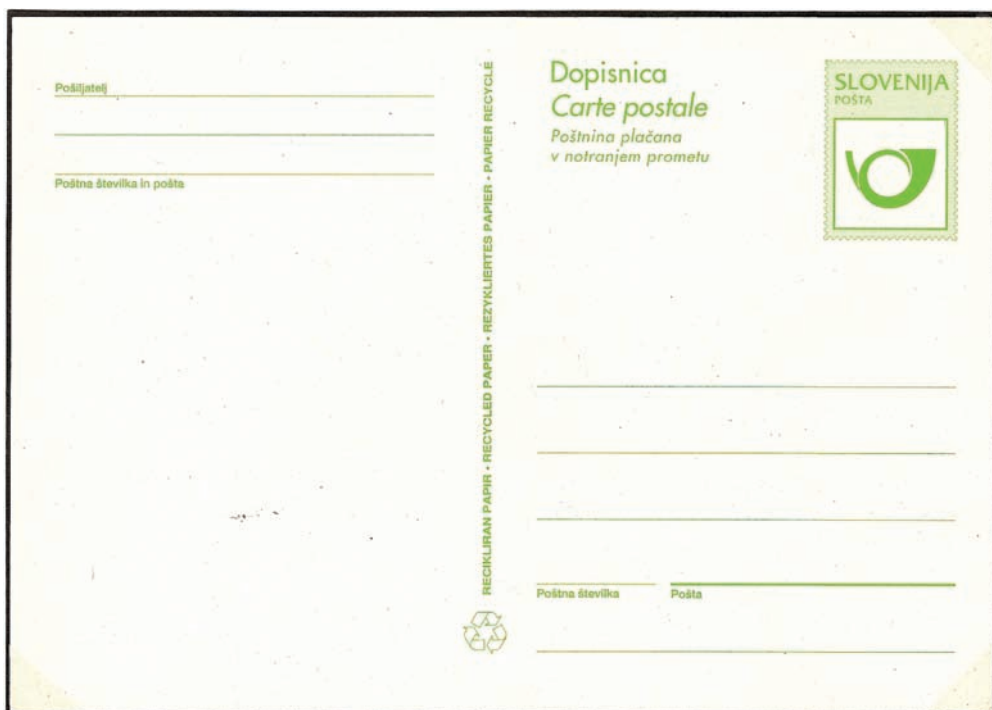 Pošiljatelj
Poštna številka in pošta
RECIKLIRAN PAPIR • RECYCLED PAPER • REZYKLIERTES PAPIER • PAPIER RECYCLE
Dopisnica
Carte postale
Poštnina plačana
v notranjem prometu
SLOVENIJA
POŠTA
Poštna številka Pošta